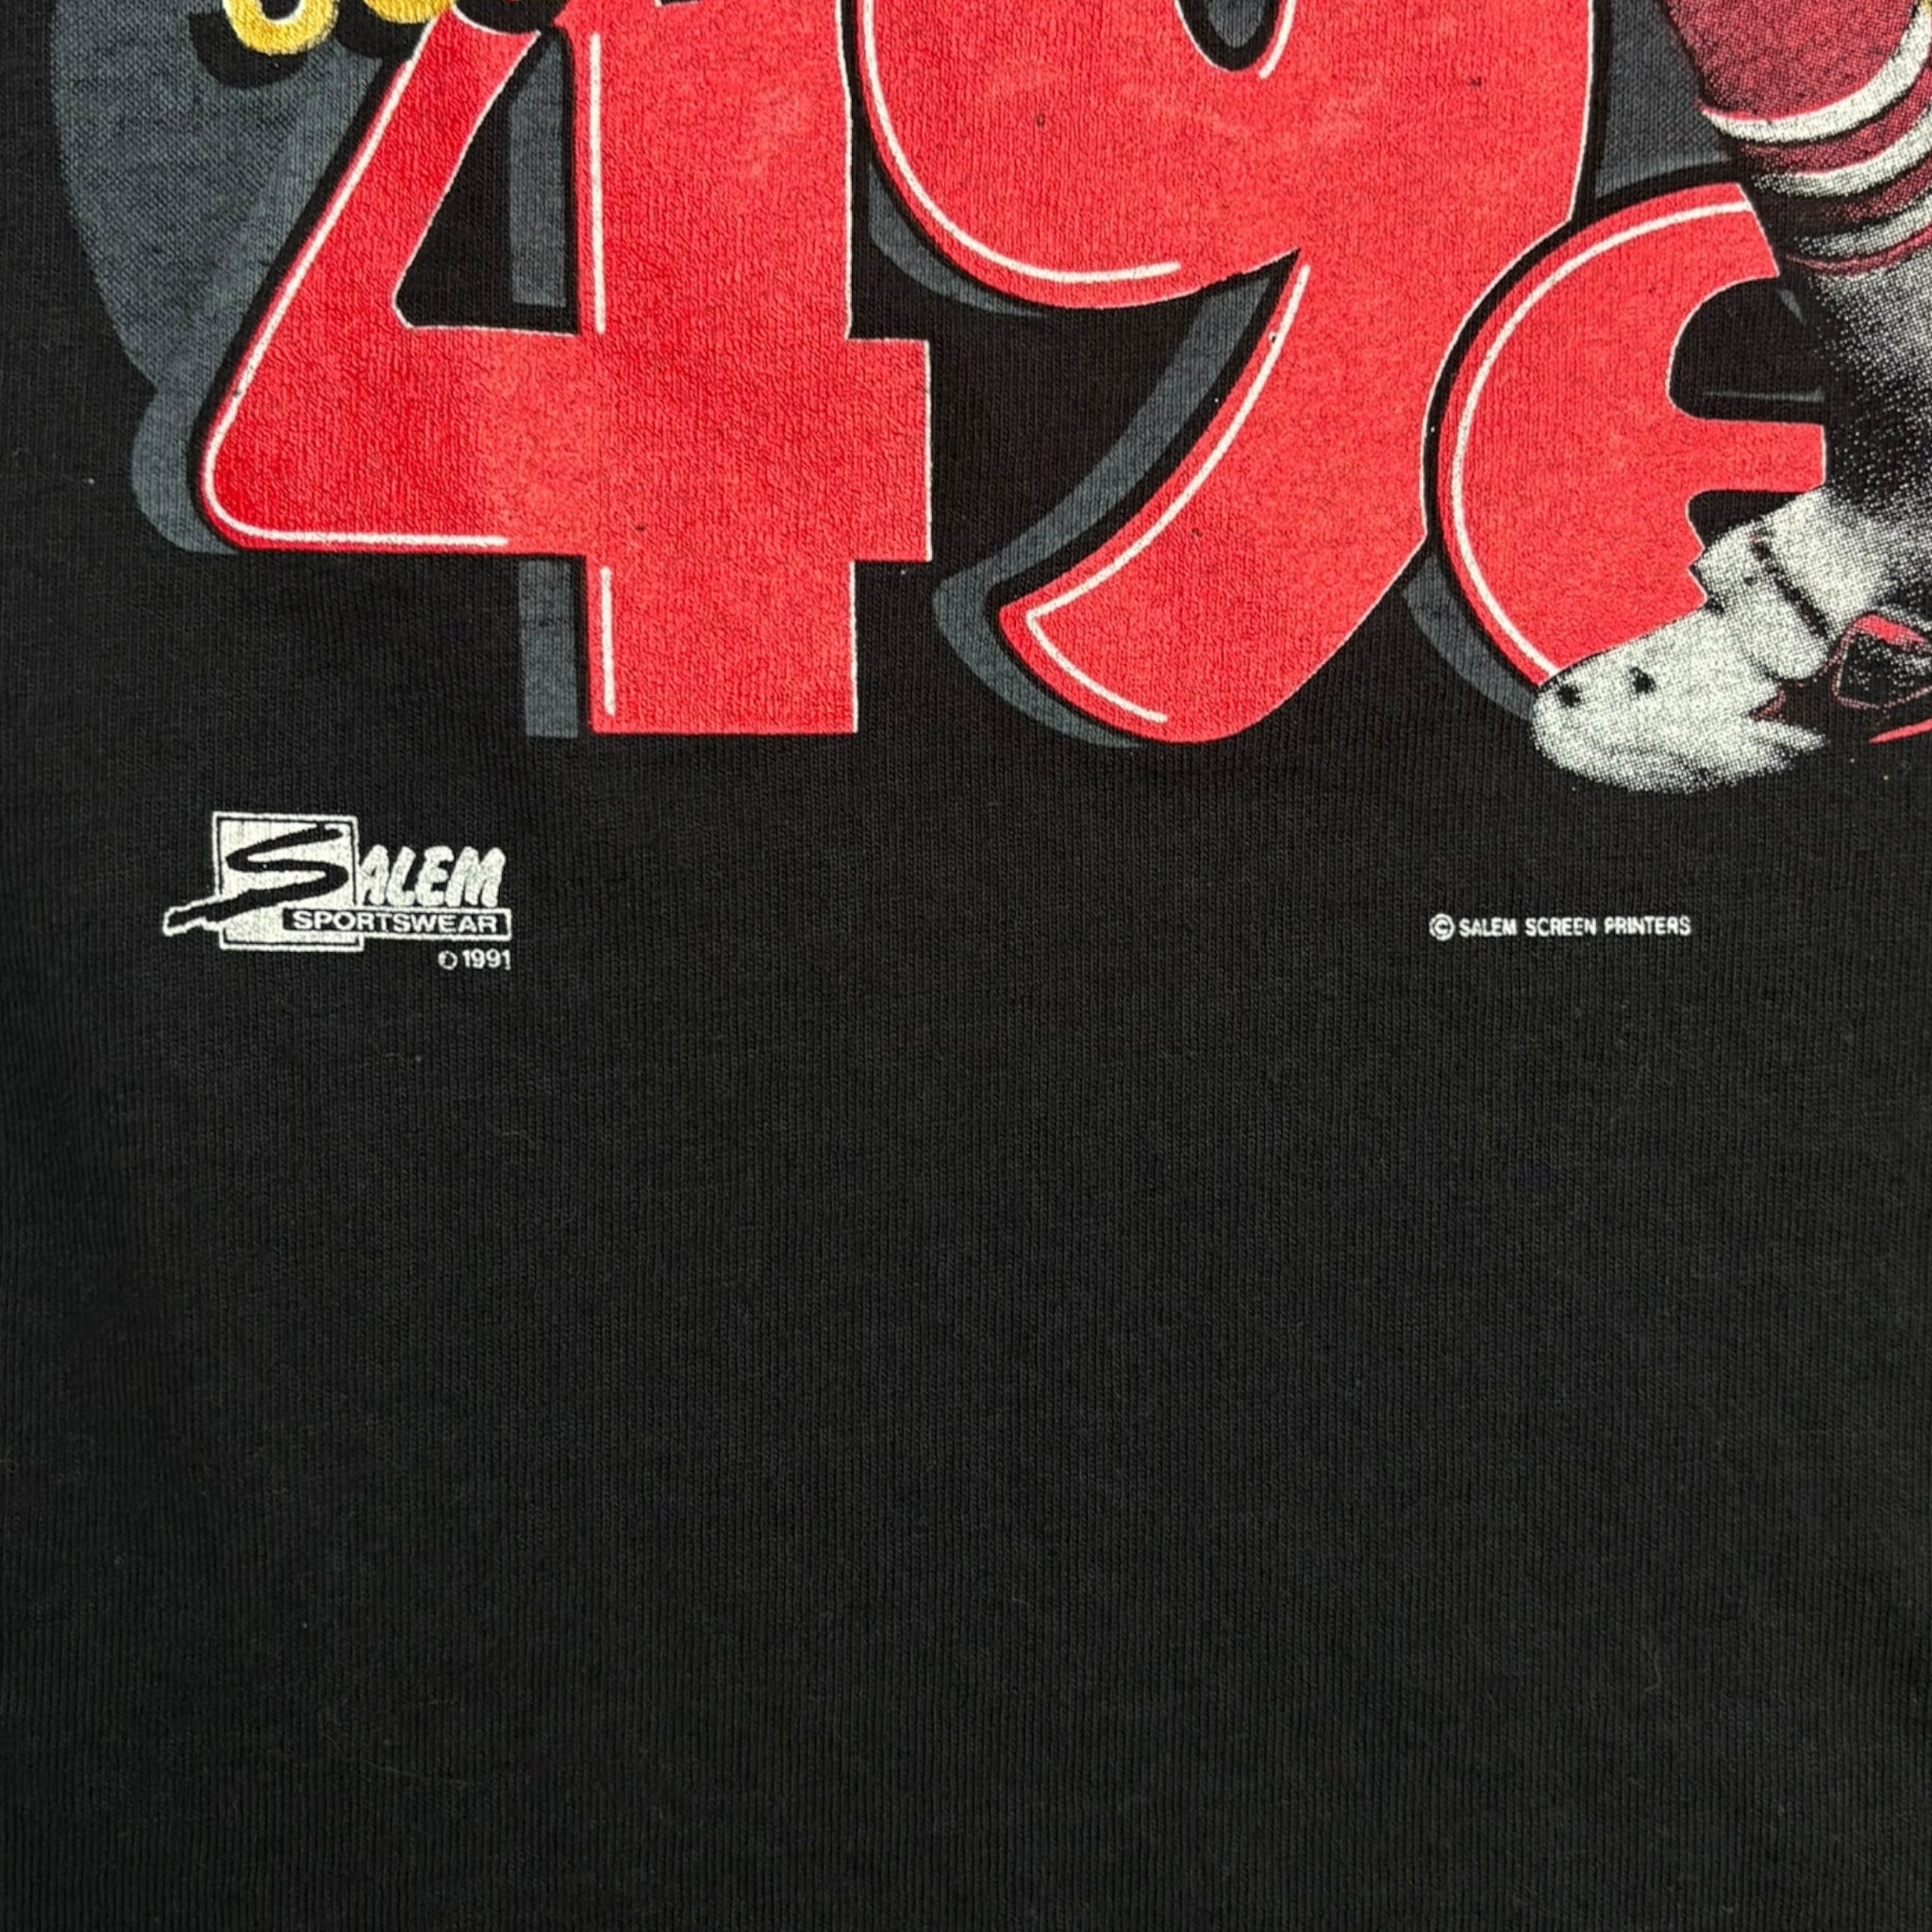 49e
SALEM
SPORTSWEAR
© 1991
© SALEM SCREEN PRINTERS